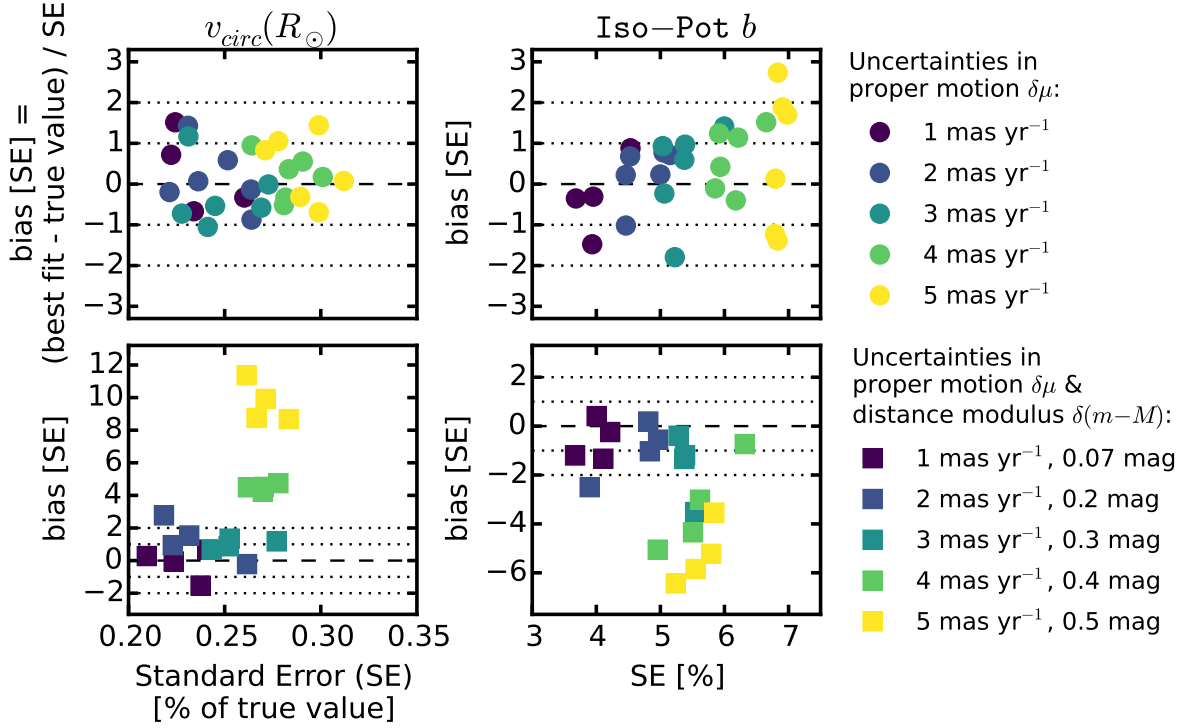 v_circ(R_⊙)
Iso−Pot b
bias [SE] =
(best fit - true value) / SE
3
2
1
0
−1
−2
−3
bias [SE]
3
2
1
0
−1
−2
−3
Uncertainties in
proper motion δμ:
1 mas yr⁻¹
2 mas yr⁻¹
3 mas yr⁻¹
4 mas yr⁻¹
5 mas yr⁻¹
bias [SE]
12
10
8
6
4
2
0
−2
0.20
0.25
0.30
0.35
Standard Error (SE)
[% of true value]
bias [SE]
2
0
−2
−4
−6
3
4
5
6
7
SE [%]
Uncertainties in
proper motion δμ &
distance modulus δ(m−M):
1 mas yr⁻¹, 0.07 mag
2 mas yr⁻¹, 0.2 mag
3 mas yr⁻¹, 0.3 mag
4 mas yr⁻¹, 0.4 mag
5 mas yr⁻¹, 0.5 mag